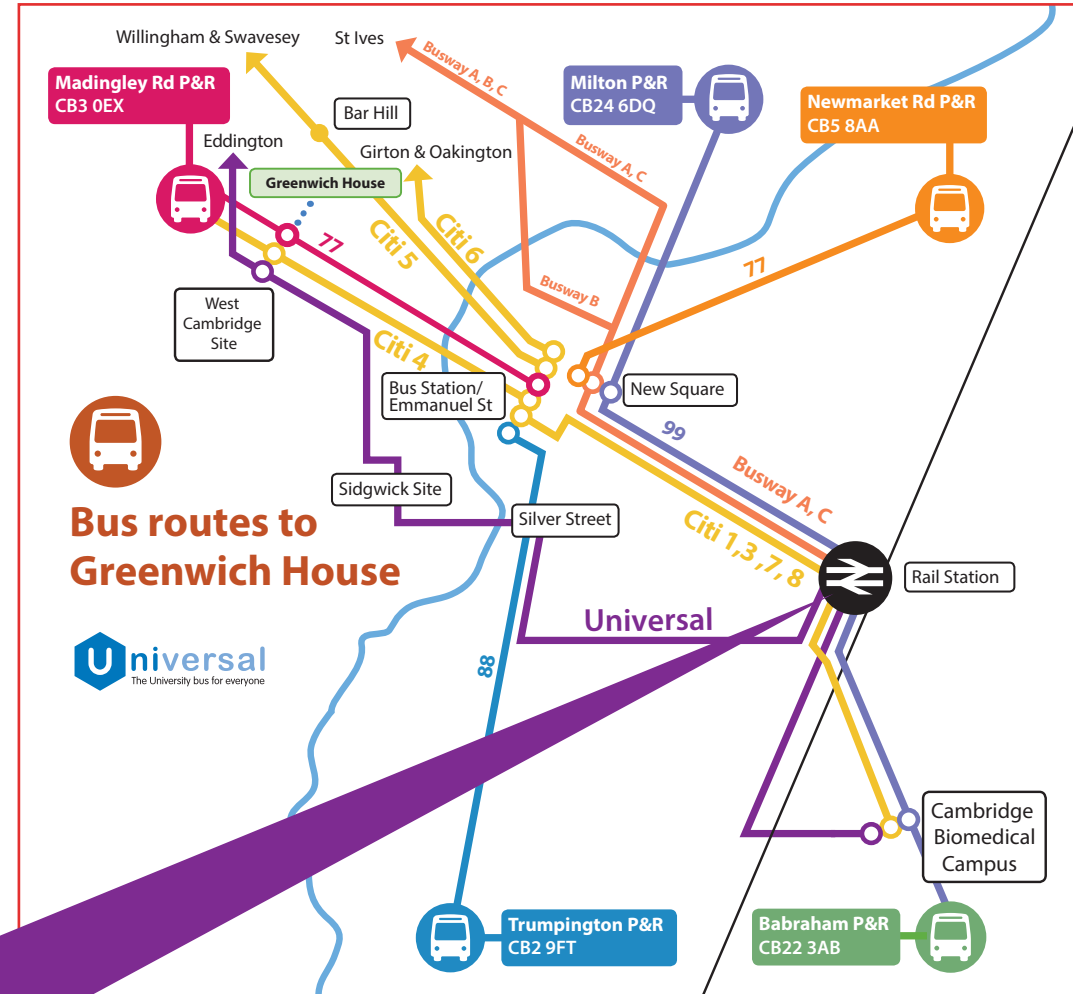 Willingham & Swavesey
St Ives
Busway A, B, C
Madingley Rd P&R
CB3 0EX
Milton P&R
CB24 6DQ
Newmarket Rd P&R
CB5 8AA
Bar Hill
Eddington
Girton & Oakington
Busway A, C
Greenwich House
77
Citi 5
Citi 6
77
Busway B
West
Cambridge
Site
Citi 4
Bus Station/
Emmanuel St
New Square
99
Busway A, C
Sidgwick Site
Silver Street
Citi 1,3 ,7, 8
Bus routes to
Greenwich House
Rail Station
Universal
Universal
The University bus for everyone
88
Cambridge
Biomedical
Campus
Trumpington P&R
CB2 9FT
Babraham P&R
CB22 3AB